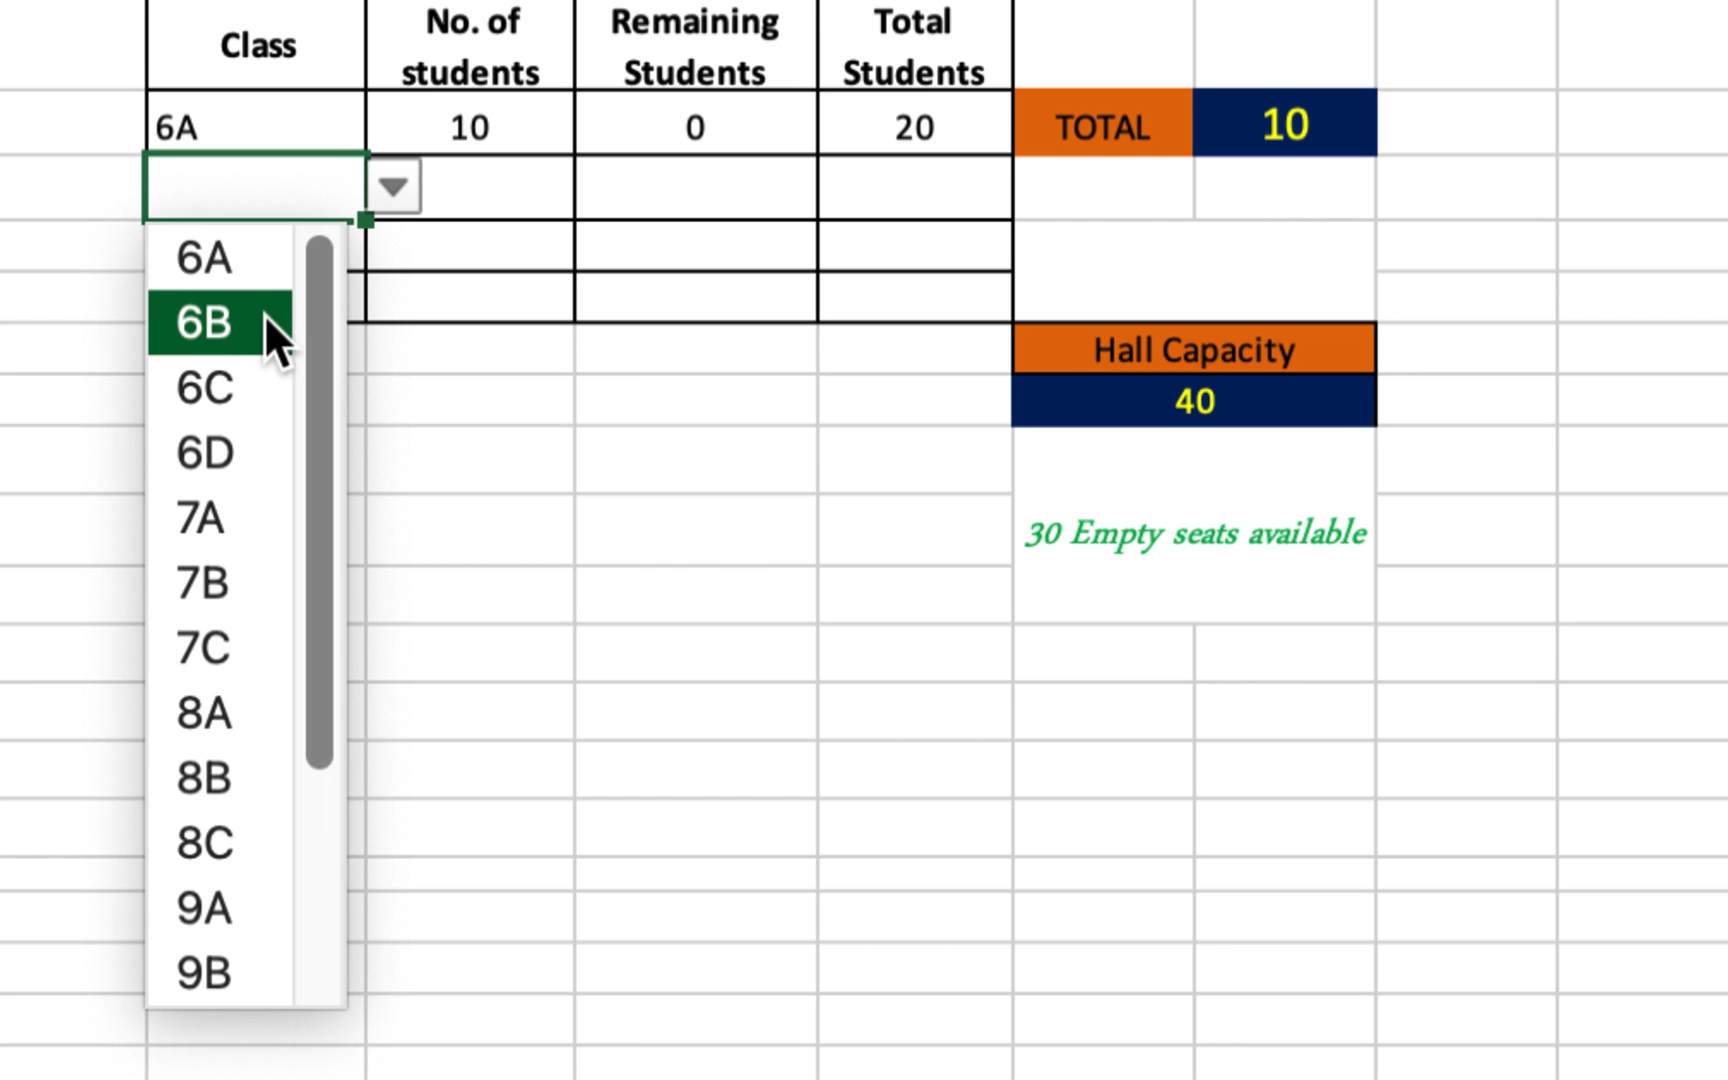 Class
No. of
students
Remaining
Students
Total
Students
6A 10 0 20 TOTAL 10
6A
6B
6C
6D
7A
7B
7C
8A
8B
8C
9A
9B
Hall Capacity
40
30 Empty seats available